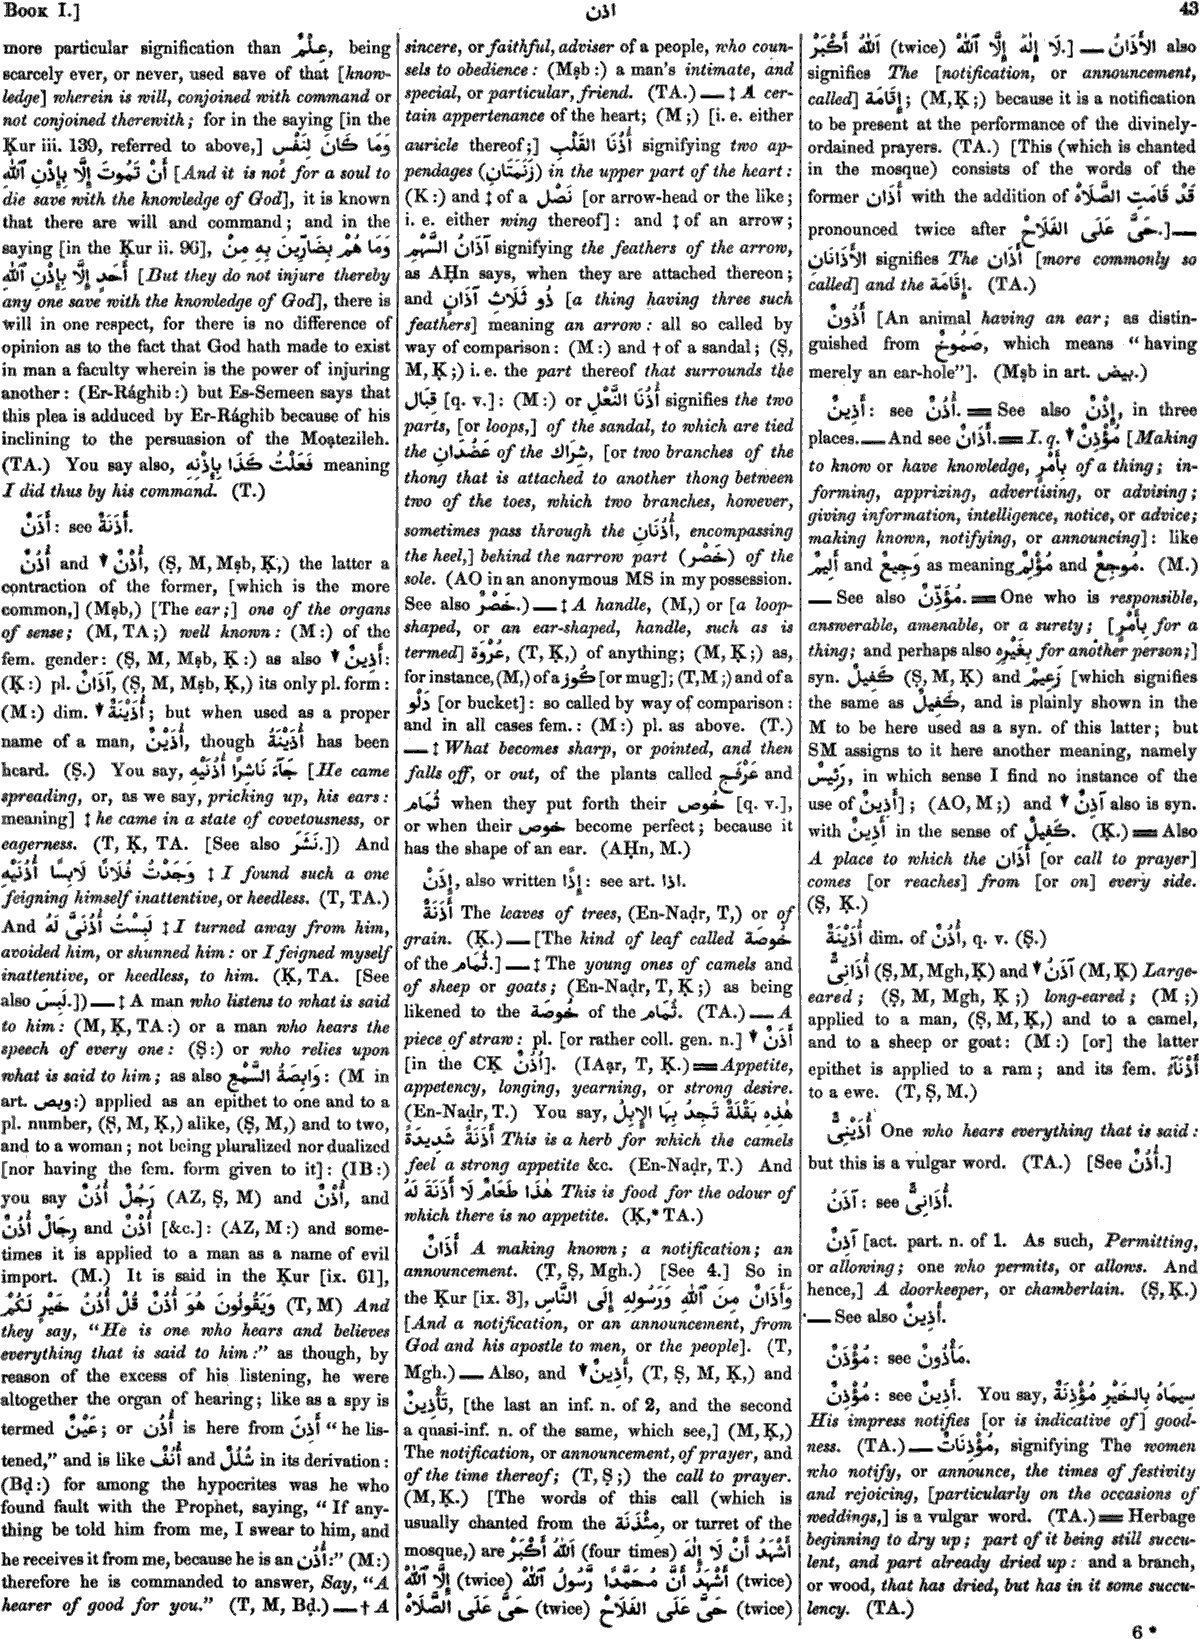 Book I.]
اذن
43
more particular signification than عِلْمٌ, being
scarcely ever, or never, used save of that [know-
ledge] wherein is will, conjoined with command or
not conjoined therewith; for in the saying [in the
Ḳur iii. 139, referred to above,] وَمَا كَانَ لِنَفْسٍ
أَنْ تَمُوتَ إِلَّا بِإِذْنِ ٱللّٰهِ [And it is not for a soul to
die save with the knowledge of God], it is known
that there are will and command; and in the
saying [in the Ḳur ii. 96], وَمَا هُمْ بِضَارِّينَ بِهِ مِنْ
أَحَدٍ إِلَّا بِإِذْنِ ٱللّٰهِ [But they do not injure thereby
any one save with the knowledge of God], there is
will in one respect, for there is no difference of
opinion as to the fact that God hath made to exist
in man a faculty wherein is the power of injuring
another: (Er-Rághib:) but Es-Semeen says that
this plea is adduced by Er-Rághib because of his
inclining to the persuasion of the Moạtezileh.
(TA.) You say also, فَعَلْتُ كَذَا بِإِذْنِهِ meaning
I did thus by his command. (T.)
أَذَنٌ: see أَذَنَةٌ.
أُذُنٌ and ↓ أُذْنٌ, (Ṣ, M, Mṣb, Ḳ,) the latter a
contraction of the former, [which is the more
common,] (Mṣb,) [The ear;] one of the organs
of sense; (M, TA;) well known: (M:) of the
fem. gender: (Ṣ, M, Mṣb, Ḳ:) as also ↓ أَذِينٌ:
(Ḳ:) pl. آذَانٌ, (Ṣ, M, Mṣb, Ḳ,) its only pl. form:
(M:) dim. ↓ أُذَيْنَةٌ; but when used as a proper
name of a man, أُذَيْنٌ, though أُذَيْنَةُ has been
heard. (Ṣ.) You say, جَآءَ نَاشِرًا أُذُنَيْهِ [He came
spreading, or, as we say, pricking up, his ears:
meaning] ‡ he came in a state of covetousness, or
eagerness. (T, Ḳ, TA. [See also نَشَرَ.]) And
وَجَدْتُ فُلَانًا لَابِسًا أُذُنَيْهِ ‡ I found such a one
feigning himself inattentive, or heedless. (T, TA.)
And لَبِسْتُ أُذُنَىَّ لَهُ ‡ I turned away from him,
avoided him, or shunned him: or I feigned myself
inattentive, or heedless, to him. (Ḳ, TA. [See
also لَبِسَ.]) — ‡ A man who listens to what is said
to him: (M, Ḳ, TA:) or a man who hears the
speech of every one: (Ṣ:) or who relies upon
what is said to him; as also وَابِصَةُ السَّمْعِ: (M in
art. وبص:) applied as an epithet to one and to a
pl. number, (Ṣ, M, Ḳ,) alike, (Ṣ, M,) and to two,
and to a woman; not being pluralized nor dualized
[nor having the fem. form given to it]: (IB:)
you say رَجُلٌ أُذُنٌ (AZ, Ṣ, M) and أُذْنٌ, and
رِجَالٌ أُذُنٌ and أُذْنٌ [&c.]: (AZ, M:) and some-
times it is applied to a man as a name of evil
import. (M.) It is said in the Ḳur [ix. 61],
وَيَقُولُونَ هُوَ أُذُنٌ قُلْ أُذُنُ خَيْرٍ لَكُمْ (T, M) And
they say, "He is one who hears and believes
everything that is said to him:" as though, by
reason of the excess of his listening, he were
altogether the organ of hearing; like as a spy is
termed عَيْنٌ; or أُذُن is here from أَذِنَ "he lis-
tened," and is like أُنُفٌ and شُلُلٌ in its derivation:
(Bḍ:) for among the hypocrites was he who
found fault with the Prophet, saying, "If any-
thing be told him from me, I swear to him, and
he receives it from me, because he is an أُذُنٌ:" (M:)
therefore he is commanded to answer, Say, "A
hearer of good for you." (T, M, Bḍ.) — † A
sincere, or faithful, adviser of a people, who coun-
sels to obedience: (Mṣb:) a man's intimate, and
special, or particular, friend. (TA.) — ‡ A cer-
tain appertenance of the heart; (M;) [i. e. either
auricle thereof;] أُذُنَا القَلْبِ signifying two ap-
pendages (زَنَمَتَانِ) in the upper part of the heart:
(K:) and ‡ of a نَصْل [or arrow-head or the like;
i. e. either wing thereof]: and ‡ of an arrow;
آذَانُ السَّهْمِ signifying the feathers of the arrow,
as AḤn says, when they are attached thereon;
and ذُو ثَلَاثِ آذَانٍ [a thing having three such
feathers] meaning an arrow: all so called by
way of comparison: (M:) and † of a sandal; (Ṣ,
M, Ḳ;) i. e. the part thereof that surrounds the
قِبَال [q. v.]: (M:) or أُذُنَا النَّعْلِ signifies the two
parts, [or loops,] of the sandal, to which are tied
the عَضُدَانِ of the شِرَاك, [or two branches of the
thong that is attached to another thong between
two of the toes, which two branches, however,
sometimes pass through the أُذُنَانِ, encompassing
the heel,] behind the narrow part (خَصْر) of the
sole. (AO in an anonymous MS in my possession.
See also خَصْرٌ.) — ‡ A handle, (M,) or [a loop-
shaped, or an ear-shaped, handle, such as is
termed] عُرْوَة, (T, Ḳ,) of anything; (M, Ḳ;) as,
for instance, (M,) of a كُوز [or mug]; (T, M;) and of a
دَلْو [or bucket]: so called by way of comparison:
and in all cases fem.: (M:) pl. as above. (T.)
— ‡ What becomes sharp, or pointed, and then
falls off, or out, of the plants called عَرْفَج and
ثُمَام when they put forth their خُوص [q. v.],
or when their خوص become perfect; because it
has the shape of an ear. (AḤn, M.)
إِذَنْ, also written إِذًا: see art. اذا.
أَذَنَةٌ The leaves of trees, (En-Naḍr, T,) or of
grain. (Ḳ.) — [The kind of leaf called خُوصَة
of the ثُمَام.] — ‡ The young ones of camels and
of sheep or goats; (En-Naḍr, T, Ḳ;) as being
likened to the خُوصَة of the ثُمَام. (TA.) — A
piece of straw: pl. [or rather coll. gen. n.] ↓ أَذَنٌ
[in the CḲ أُذُنٌ]. (IAạr, T, Ḳ.) ═ Appetite,
appetency, longing, yearning, or strong desire.
(En-Naḍr, T.) You say, هٰذِهِ بَقْلَةٌ تَجِدُ بِهَا الإِبِلُ
أَذَنَةً شَدِيدَةً This is a herb for which the camels
feel a strong appetite &c. (En-Naḍr, T.) And
هٰذَا طَعَامٌ لَا أَذَنَةَ لَهُ This is food for the odour of
which there is no appetite. (Ḳ,* TA.)
أَذَانٌ A making known; a notification; an
announcement. (T, Ṣ, Mgh.) [See 4.] So in
the Ḳur [ix. 3], وَأَذَانٌ مِنَ ٱللّٰهِ وَرَسُولِهِ إِلَى النَّاسِ
[And a notification, or an announcement, from
God and his apostle to men, or the people]. (T,
Mgh.) — Also, and ↓ أَذِينٌ, (T, Ṣ, M, Ḳ,) and
تَأْذِينٌ, [the last an inf. n. of 2, and the second
a quasi-inf. n. of the same, which see,] (M, Ḳ,)
The notification, or announcement, of prayer, and
of the time thereof; (T, Ṣ;) the call to prayer.
(M, Ḳ.) [The words of this call (which is
usually chanted from the مِئْذَنَة, or turret of the
mosque,) are اَللّٰهُ أَكْبَرْ (four times) أَشْهَدُ أَنْ لَا إِلٰهَ
إِلَّا ٱللّٰهْ (twice) أَشْهَدُ أَنَّ مُحَمَّدًا رَّسُولُ ٱللّٰهْ (twice)
حَىَّ عَلَى الصَّلَاهْ (twice) حَىَّ عَلَى الفَلَاحْ (twice)
اَللّٰهُ أَكْبَرْ (twice) لَا إِلٰهَ إِلَّا ٱللّٰهْ.] — الأَذَانُ also
signifies The [notification, or announcement,
called] إِقَامَة; (M, Ḳ;) because it is a notification
to be present at the performance of the divinely-
ordained prayers. (TA.) [This (which is chanted
in the mosque) consists of the words of the
former أَذَان with the addition of قَدْ قَامَتِ الصَّلَاهْ
pronounced twice after حَىَّ عَلَى الفَلَاحْ.] —
الأَذَانَانِ signifies The أَذَان [more commonly so
called] and the إِقَامَة. (TA.)
أَذُونٌ [An animal having an ear; as distin-
guished from صَمُوخٌ, which means "having
merely an ear-hole"]. (Mṣb in art. بيض.)
أَذِينٌ: see أُذُنٌ. ═ See also إِذْنٌ, in three
places. — And see أَذَانٌ. ═ I. q. ↓ مُؤْذِنٌ [Making
to know or have knowledge, بِأَمْرٍ of a thing; in-
forming, apprizing, advertising, or advising;
giving information, intelligence, notice, or advice;
making known, notifying, or announcing]: like
أَلِيمٌ and وَجِيعٌ as meaning مُؤْلِمٌ and مُوجِعٌ. (M.)
— See also مُؤَذِّنٌ. ═ One who is responsible,
answerable, amenable, or a surety; [بِأَمْرٍ for a
thing; and perhaps also بِغَيْرِهِ for another person;]
syn. كَفِيلٌ (Ṣ, M, Ḳ) and زَعِيمٌ [which signifies
the same as كَفِيلٌ, and is plainly shown in the
M to be here used as a syn. of this latter; but
SM assigns to it here another meaning, namely
رَئِيسٌ, in which sense I find no instance of the
use of أَذِينٌ]; (AO, M;) and ↓ آذِنٌ also is syn.
with أَذِينٌ in the sense of كَفِيلٌ. (Ḳ.) ═ Also
A place to which the أَذَان [or call to prayer]
comes [or reaches] from [or on] every side.
(Ṣ, Ḳ.)
أُذَيْنَةٌ dim. of أُذُنٌ, q. v. (Ṣ.)
أُذَانِىٌّ (Ṣ, M, Mgh, Ḳ) and ↓ آذَنُ (M, Ḳ) Large-
eared; (Ṣ, M, Mgh, Ḳ;) long-eared; (M;)
applied to a man, (Ṣ, M, Ḳ,) and to a camel,
and to a sheep or goat: (M:) [or] the latter
epithet is applied to a ram; and its fem. أَذْنَآءُ
to a ewe. (T, Ṣ, M.)
أُذَيْنِىٌّ One who hears everything that is said:
but this is a vulgar word. (TA.) [See أُذُنٌ.]
آذَنُ: see أُذَانِىٌّ.
آذِنٌ [act. part. n. of 1. As such, Permitting,
or allowing; one who permits, or allows. And
hence,] A doorkeeper, or chamberlain. (Ṣ, Ḳ.)
— See also أَذِينٌ.
مُؤْذَنٌ: see مَأْذُونٌ.
مُؤْذِنٌ: see أَذِينٌ. You say, سِيمَاهُ بِالخَيْرِ مُؤْذِنَةٌ
His impress notifies [or is indicative of] good-
ness. (TA.) — مُؤْذِنَاتٌ, signifying The women
who notify, or announce, the times of festivity
and rejoicing, [particularly on the occasions of
weddings,] is a vulgar word. (TA.) ═ Herbage
beginning to dry up; part of it being still succu-
lent, and part already dried up: and a branch,
or wood, that has dried, but has in it some succu-
lency. (TA.)
6 *